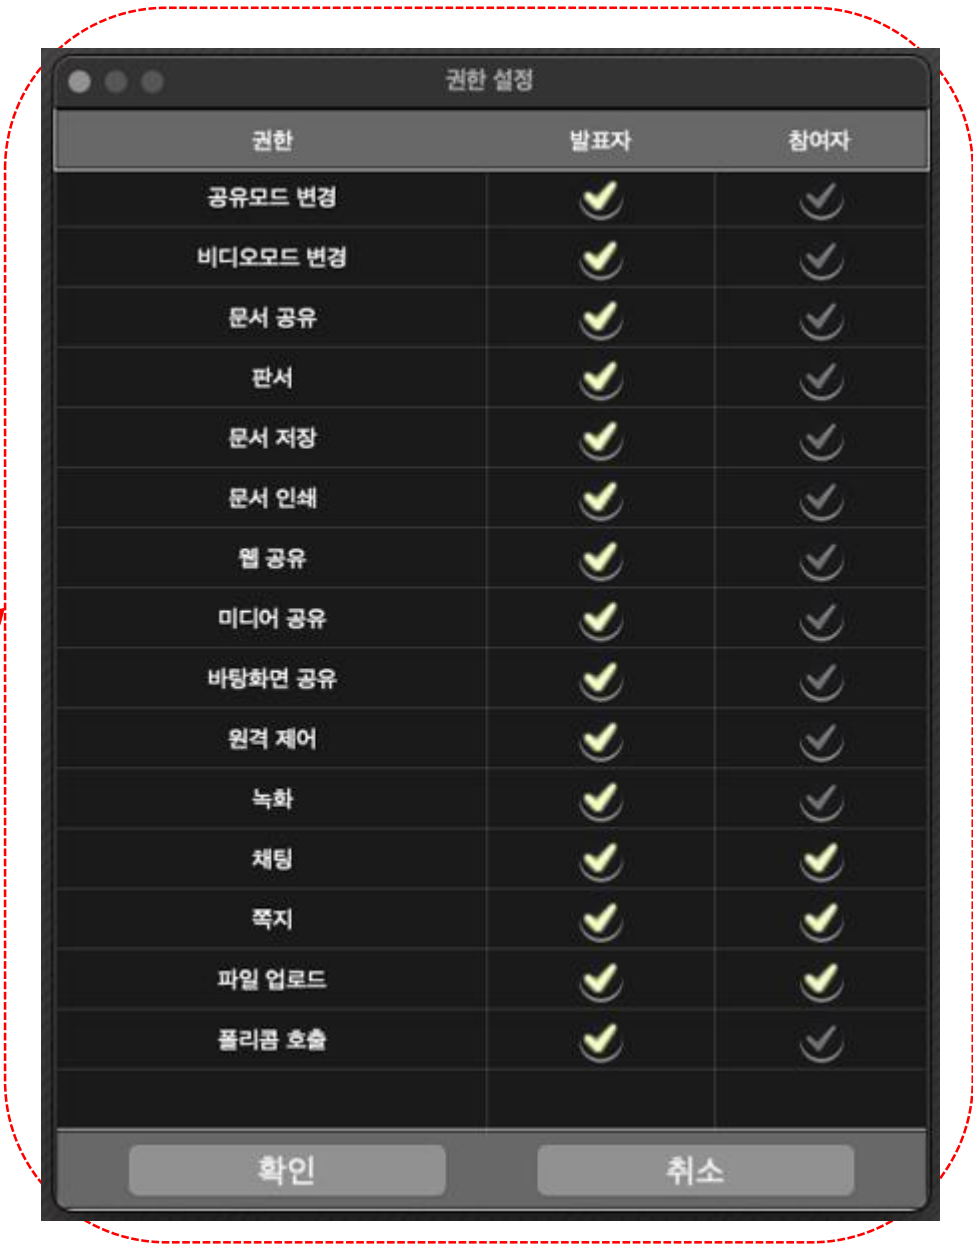 권한 설정
권한 발표자 참여자
공유모드 변경
비디오모드 변경
문서 공유
판서
문서 저장
문서 인쇄
웹 공유
미디어 공유
바탕화면 공유
원격 제어
녹화
채팅
쪽지
파일 업로드
폴리콤 호출
확인 취소